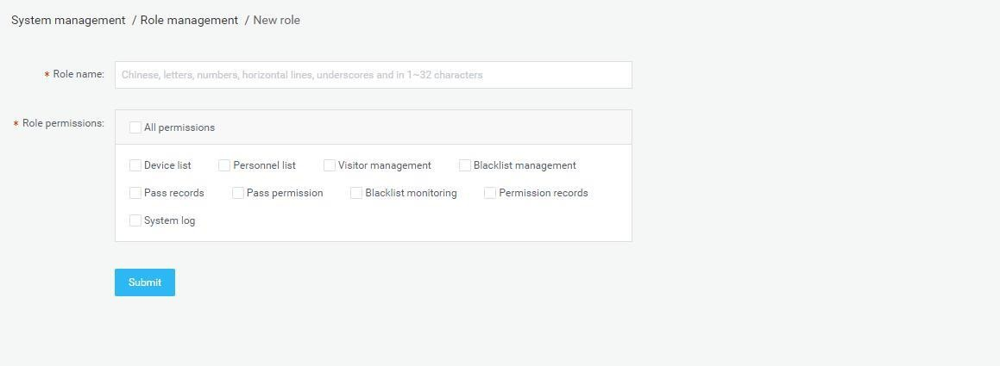 System management / Role management / New role
* Role name: Chinese, letters, numbers, horizontal lines, underscores and in 1~32 characters
* Role permissions: All permissions
Device list Personnel list Visitor management Blacklist management
Pass records Pass permission Blacklist monitoring Permission records
System log
Submit